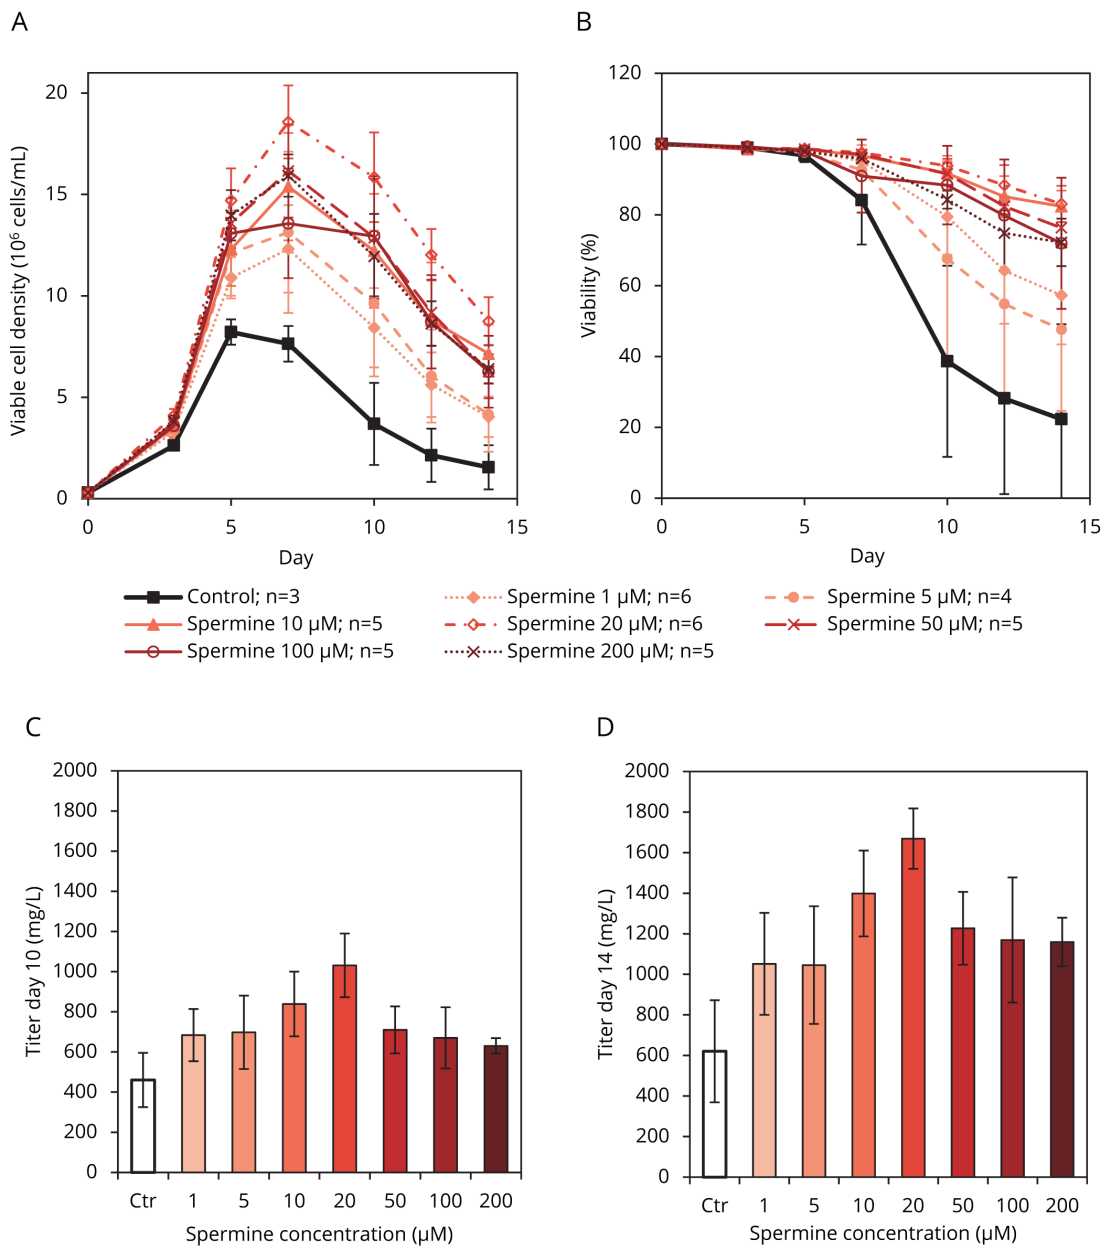 A
B
Viable cell density (10⁶ cells/mL)
20
15
10
5
0
0
5
10
15
Day
Viability (%)
120
100
80
60
40
20
0
0
5
10
15
Day
Control; n=3
Spermine 1 µM; n=6
Spermine 5 µM; n=4
Spermine 10 µM; n=5
Spermine 20 µM; n=6
Spermine 50 µM; n=5
Spermine 100 µM; n=5
Spermine 200 µM; n=5
C
D
Titer day 10 (mg/L)
2000
1800
1600
1400
1200
1000
800
600
400
200
0
Ctr 1 5 10 20 50 100 200
Spermine concentration (µM)
Titer day 14 (mg/L)
2000
1800
1600
1400
1200
1000
800
600
400
200
0
Ctr 1 5 10 20 50 100 200
Spermine concentration (µM)